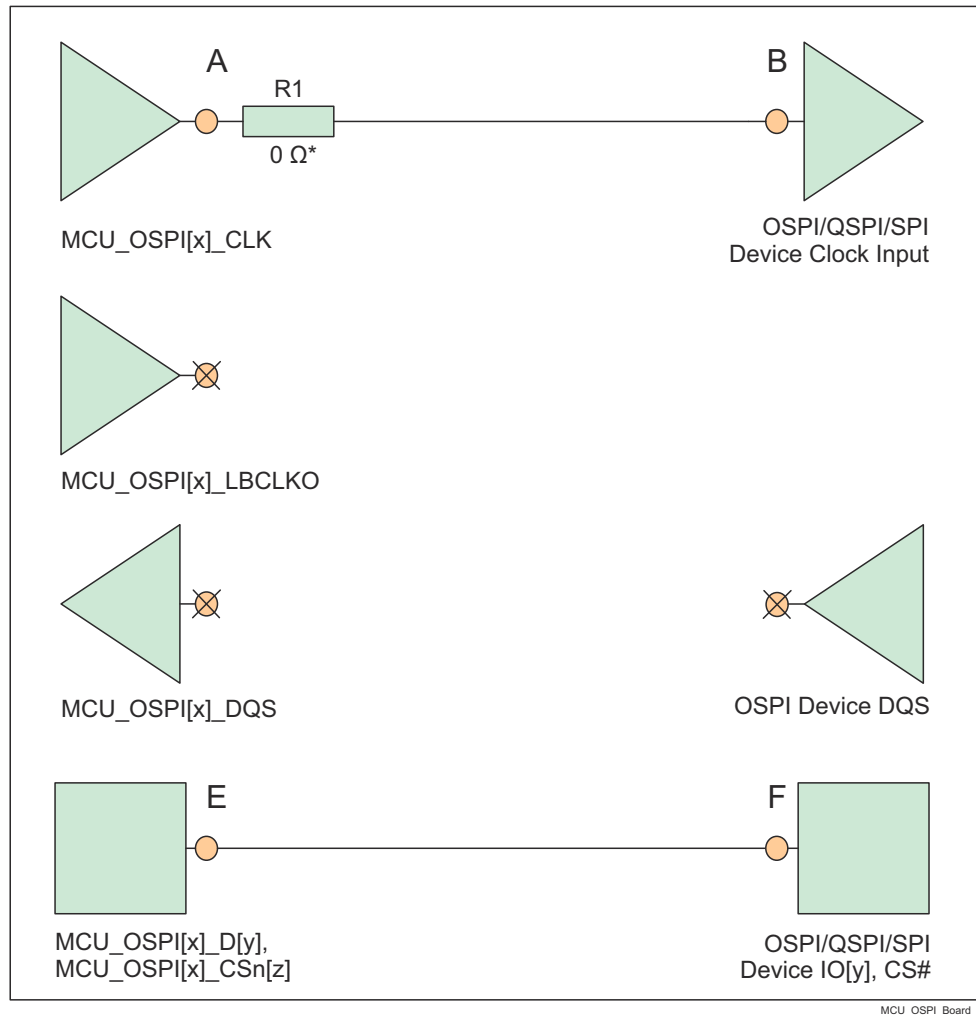 A
B
R1
0 Ω*
MCU_OSPI[x]_CLK
OSPI/QSPI/SPI
Device Clock Input
MCU_OSPI[x]_LBCLKO
MCU_OSPI[x]_DQS
OSPI Device DQS
E
F
MCU_OSPI[x]_D[y],
MCU_OSPI[x]_CSn[z]
OSPI/QSPI/SPI
Device IO[y], CS#
MCU_OSPI_Board